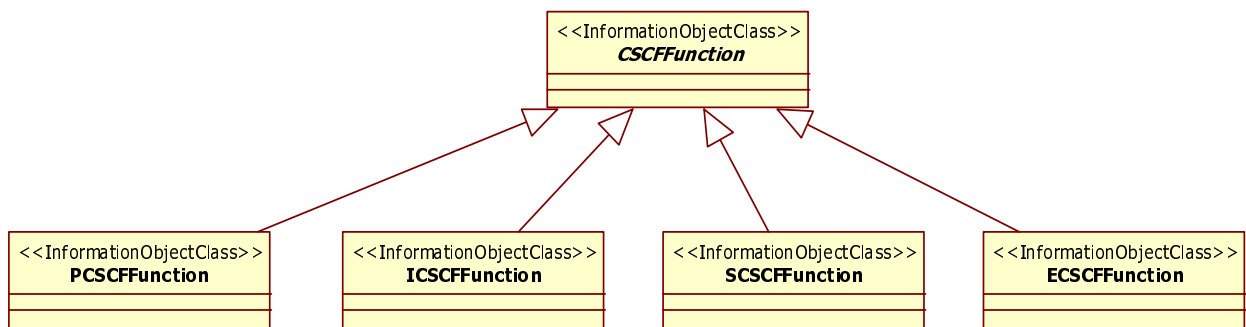 <<InformationObjectClass>>
CSCFFunction
<<InformationObjectClass>>
PCSCFFunction
<<InformationObjectClass>>
ICSCFFunction
<<InformationObjectClass>>
SCSCFFunction
<<InformationObjectClass>>
ECSCFFunction